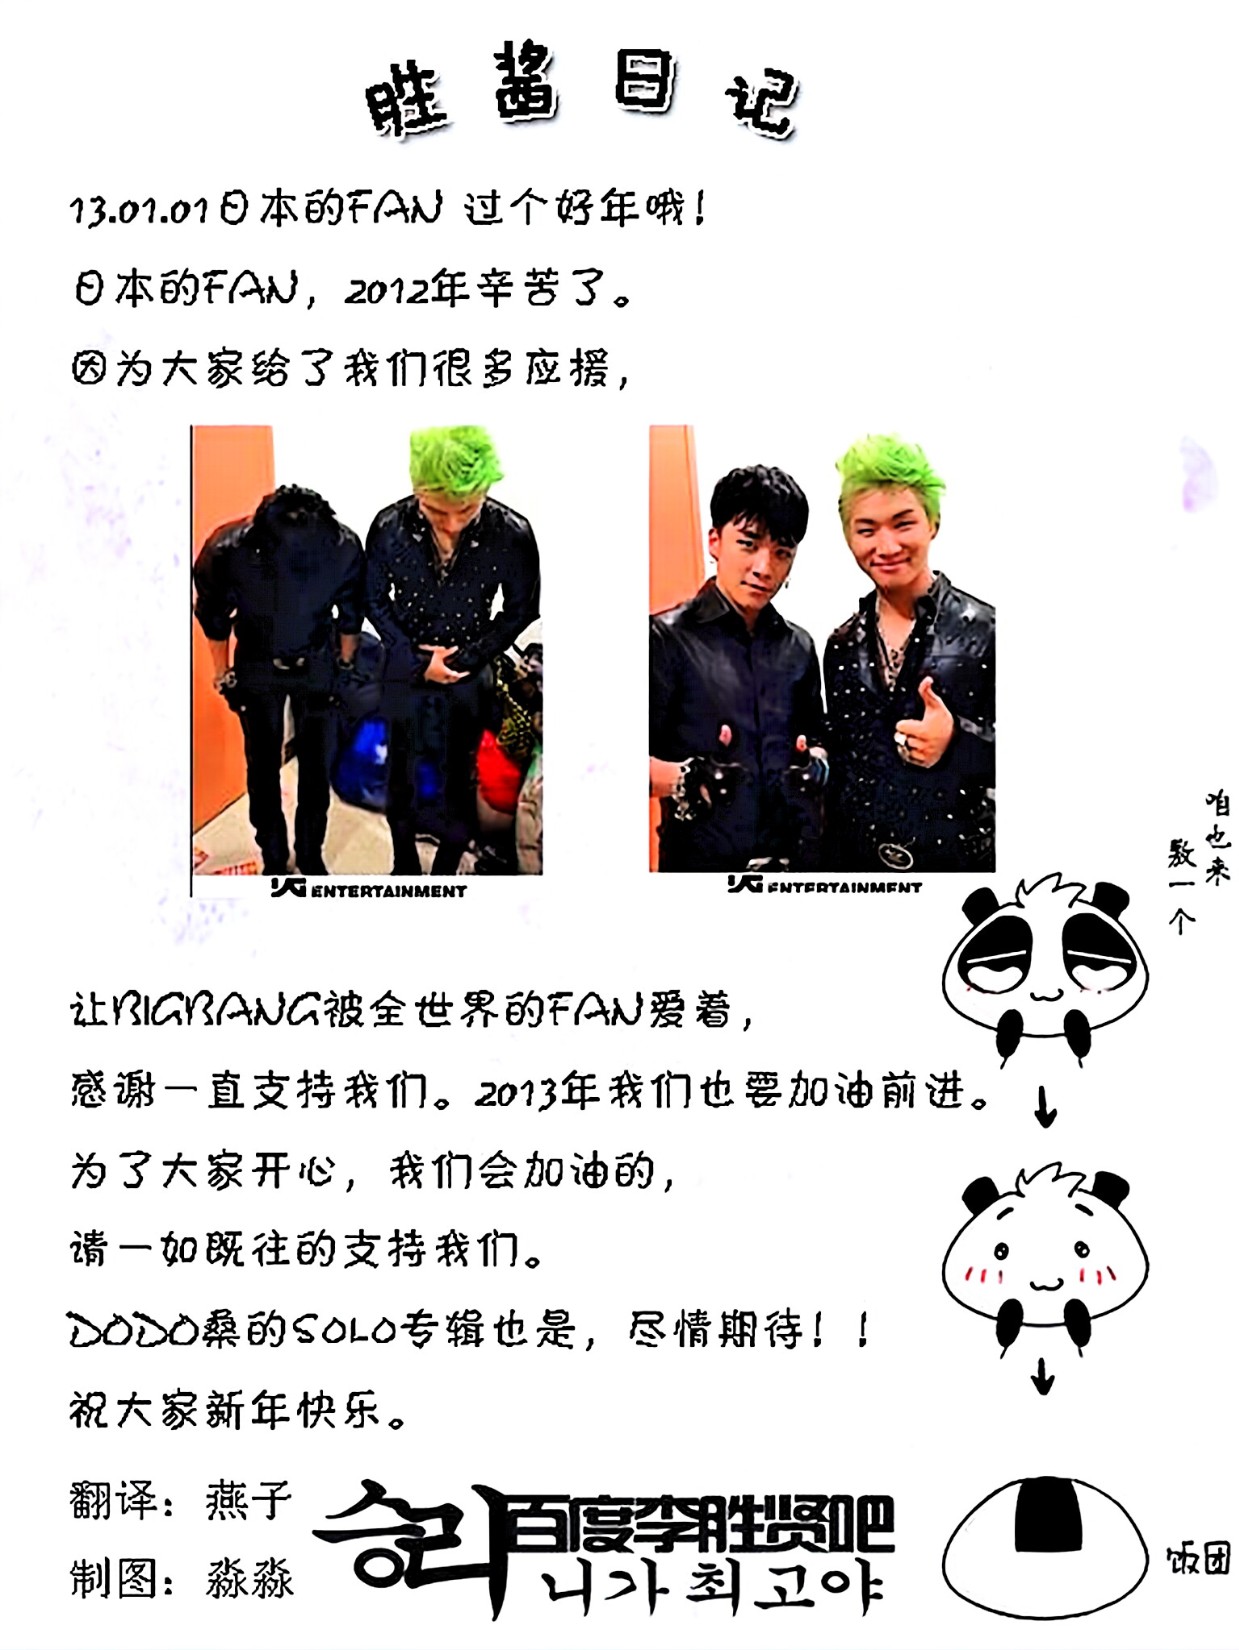 胜酱日记
13.01.01日本的FAN 过个好年哦！
日本的FAN，2012年辛苦了。
因为大家给了我们很多应援，
YG ENTERTAINMENT
YG ENTERTAINMENT
咱也来
敖一个
让BIGBANG被全世界的FAN爱着，
感谢一直支持我们。2013年我们也要加油前进。
为了大家开心，我们会加油的，
请一如既往的支持我们。
DODO桑的SOLO专辑也是，尽情期待！！
祝大家新年快乐。
翻译：燕子
制图：淼淼
승리百度李胜贤吧
니가 최고야
饭团